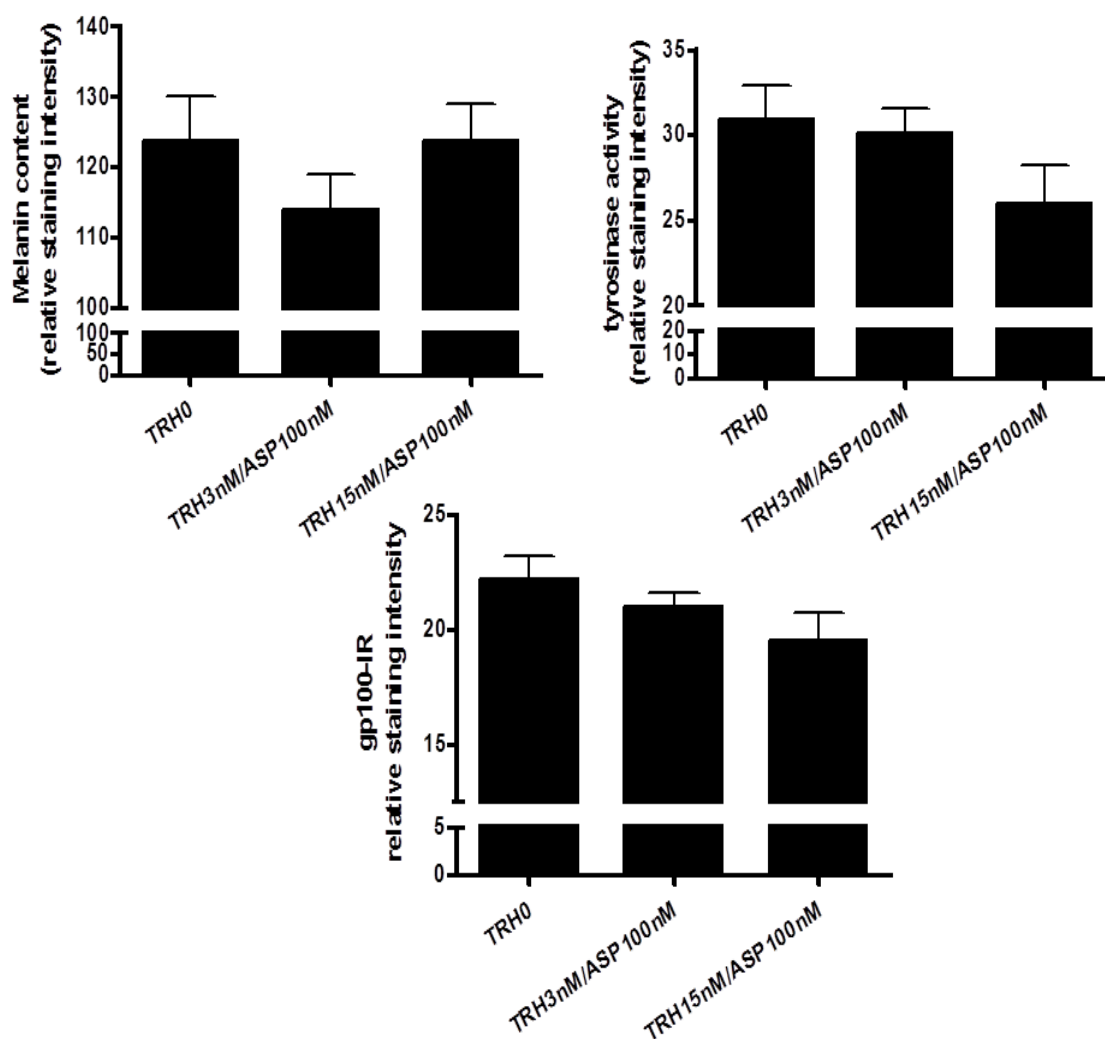 Melanin content
(relative staining intensity)
140
130
120
110
100
100
50
0
TRH0
TRH3nM/ASP100nM
TRH15nM/ASP100nM
tyrosinase activity
(relative staining intensity)
35
30
25
20
20
10
0
TRH0
TRH3nM/ASP100nM
TRH15nM/ASP100nM
gp100-IR
relative staining intensity
25
20
15
5
0
TRH0
TRH3nM/ASP100nM
TRH15nM/ASP100nM